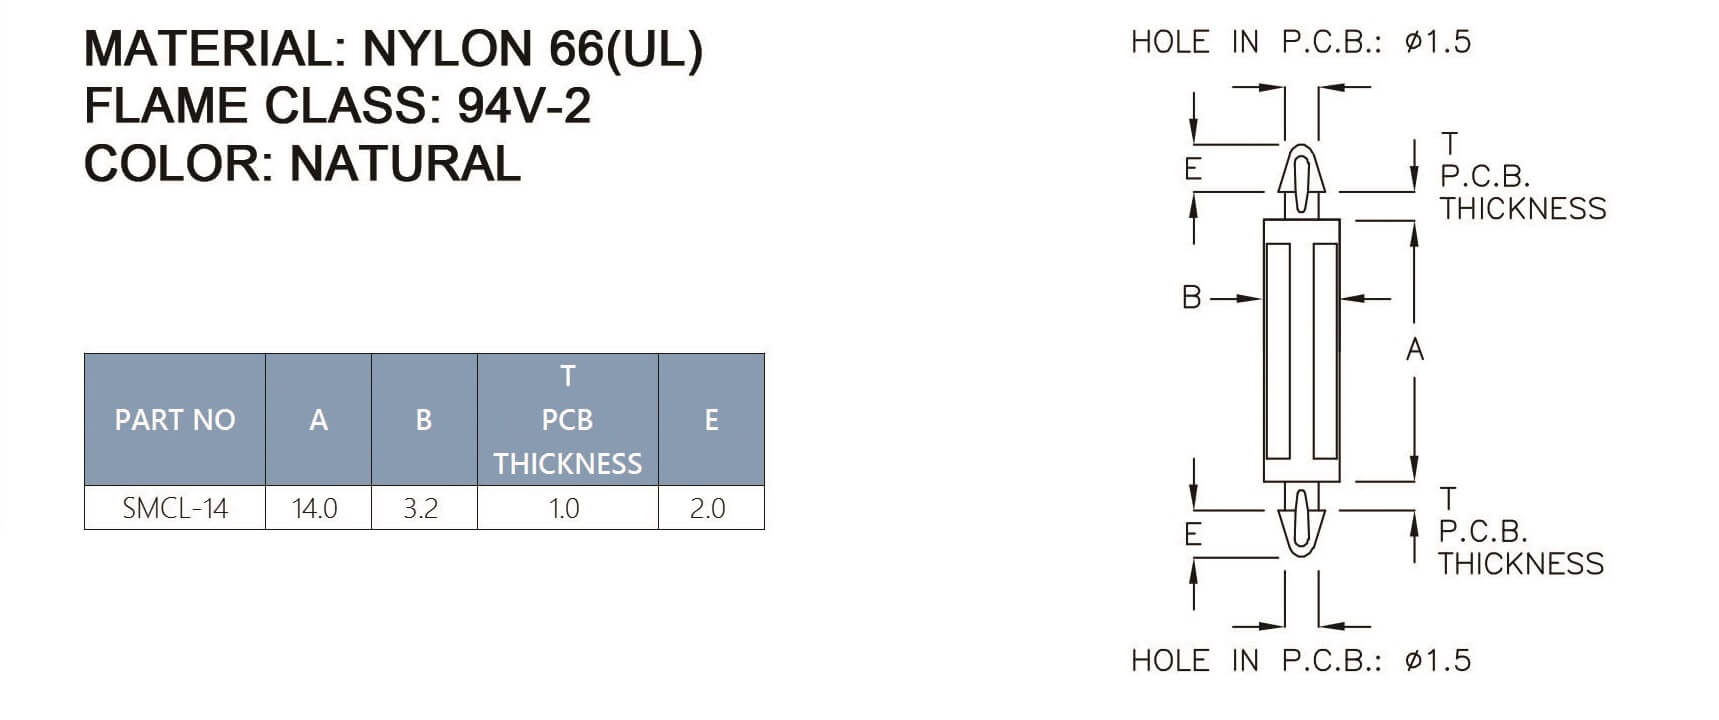 MATERIAL: NYLON 66(UL)
FLAME CLASS: 94V-2
COLOR: NATURAL
PART NO A B T PCB THICKNESS E
SMCL-14 14.0 3.2 1.0 2.0
HOLE IN P.C.B.: ø1.5
E
T
P.C.B.
THICKNESS
B
A
E
T
P.C.B.
THICKNESS
HOLE IN P.C.B.: ø1.5